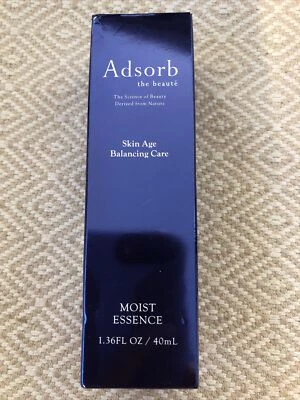 Adsorb
the beauté
The Science of Beauty
Derived from Nature
Skin Age
Balancing Care
MOIST
ESSENCE
1.36FL OZ / 40mL